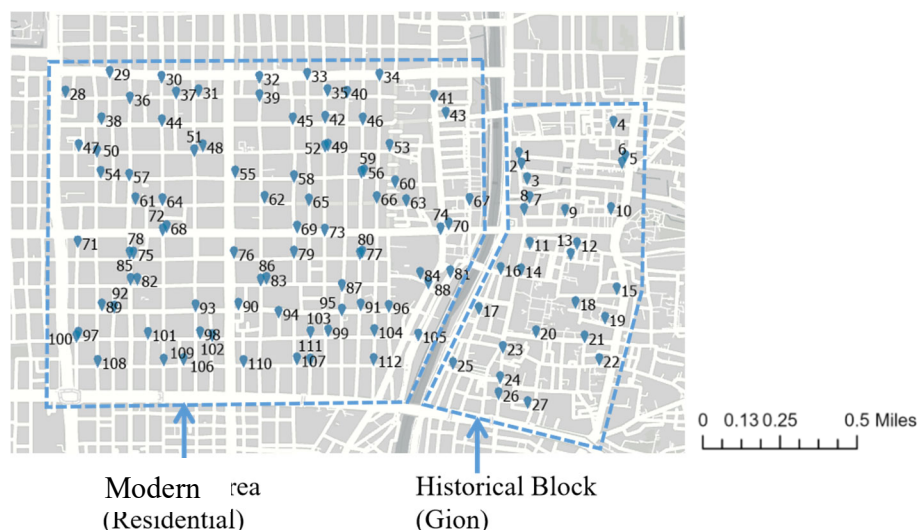 29 30 32 33 34
28 36 37 31 39 35 40 41
38 44 45 42 46 43 4
47 50 51 48 52 49 53 1 2 6 5
54 57 55 58 59 56 60 3
61 64 62 65 66 63 67 8 7 9 10
72 68 69 73 74 70
71 78 75 76 79 80 77 11 13 12
85 82 86 83 84 81 88 16 14
92 89 93 90 94 87 95 91 96 17 18 15
100 97 101 98 102 103 99 104 105 20 19 21
108 109 106 110 111 107 112 23 25 22
24 26 27
0 0.13 0.25 0.5 Miles
Modern rea Historical Block
(Residential) (Gion)